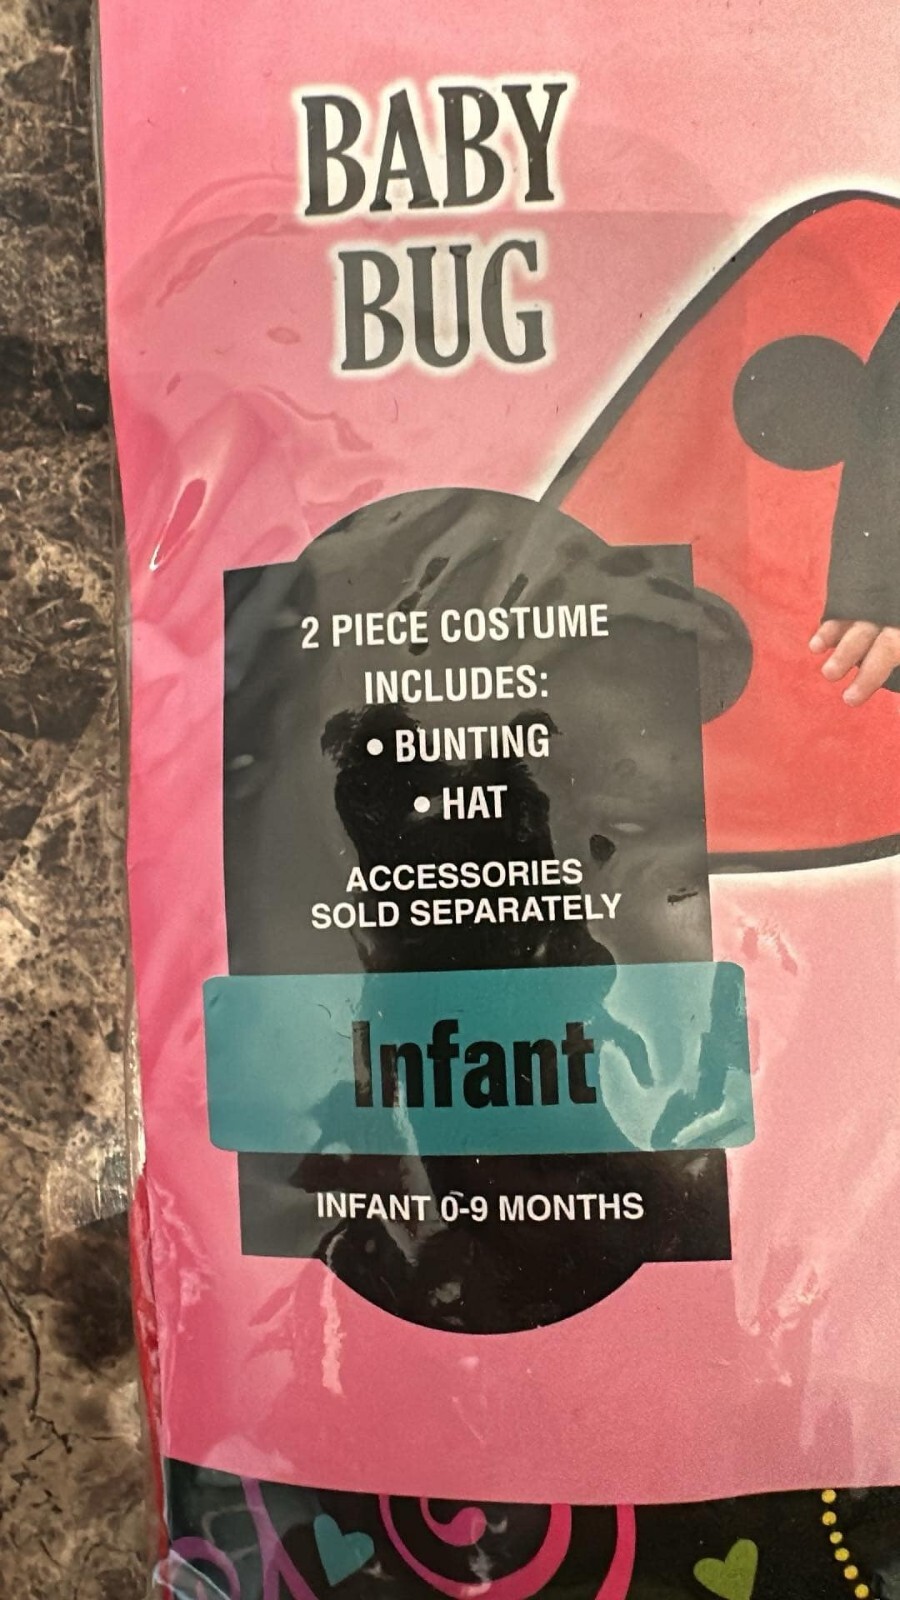 BABY
BUG
2 PIECE COSTUME
INCLUDES:
• BUNTING
• HAT
ACCESSORIES
SOLD SEPARATELY
Infant
INFANT 0-9 MONTHS